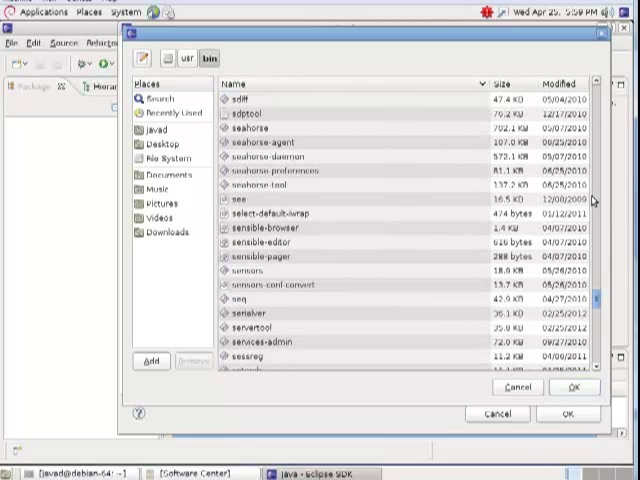 Applications Places System Wed Apr 25, 5:59 PM
File Edit Source Refactor
usr bin
Package Hierar
Places Name Size Modified
Search
Recently Used
javad
Desktop
File System
Documents
Music
Pictures
Videos
Downloads
sdiff 47.4 KB 05/04/2010
sdptool 76.2 KB 12/17/2010
seahorse 702.1 KB 05/07/2010
seahorse-agent 107.0 KB 06/25/2010
seahorse-daemon 572.1 KB 05/07/2010
seahorse-preferences 81.1 KB 06/25/2010
seahorse-tool 137.2 KB 06/25/2010
see 16.5 KB 12/00/2009
select-default-iwrap 474 bytes 01/12/2011
sensible-browser 1.4 KB 04/07/2010
sensible-editor 616 bytes 04/07/2010
sensible-pager 288 bytes 04/07/2010
sensors 18.9 KB 05/26/2010
sensors-conf-convert 13.7 KB 05/26/2010
seq 42.9 KB 04/27/2010
serialver 36.1 KB 02/25/2012
servertool 35.8 KB 02/25/2012
services-admin 72.0 KB 09/27/2010
sessreg 11.2 KB 04/06/2011
Add Remove
Cancel OK
Cancel OK
[javad@debian-64: ~] [Software Center] Java - Eclipse SDK